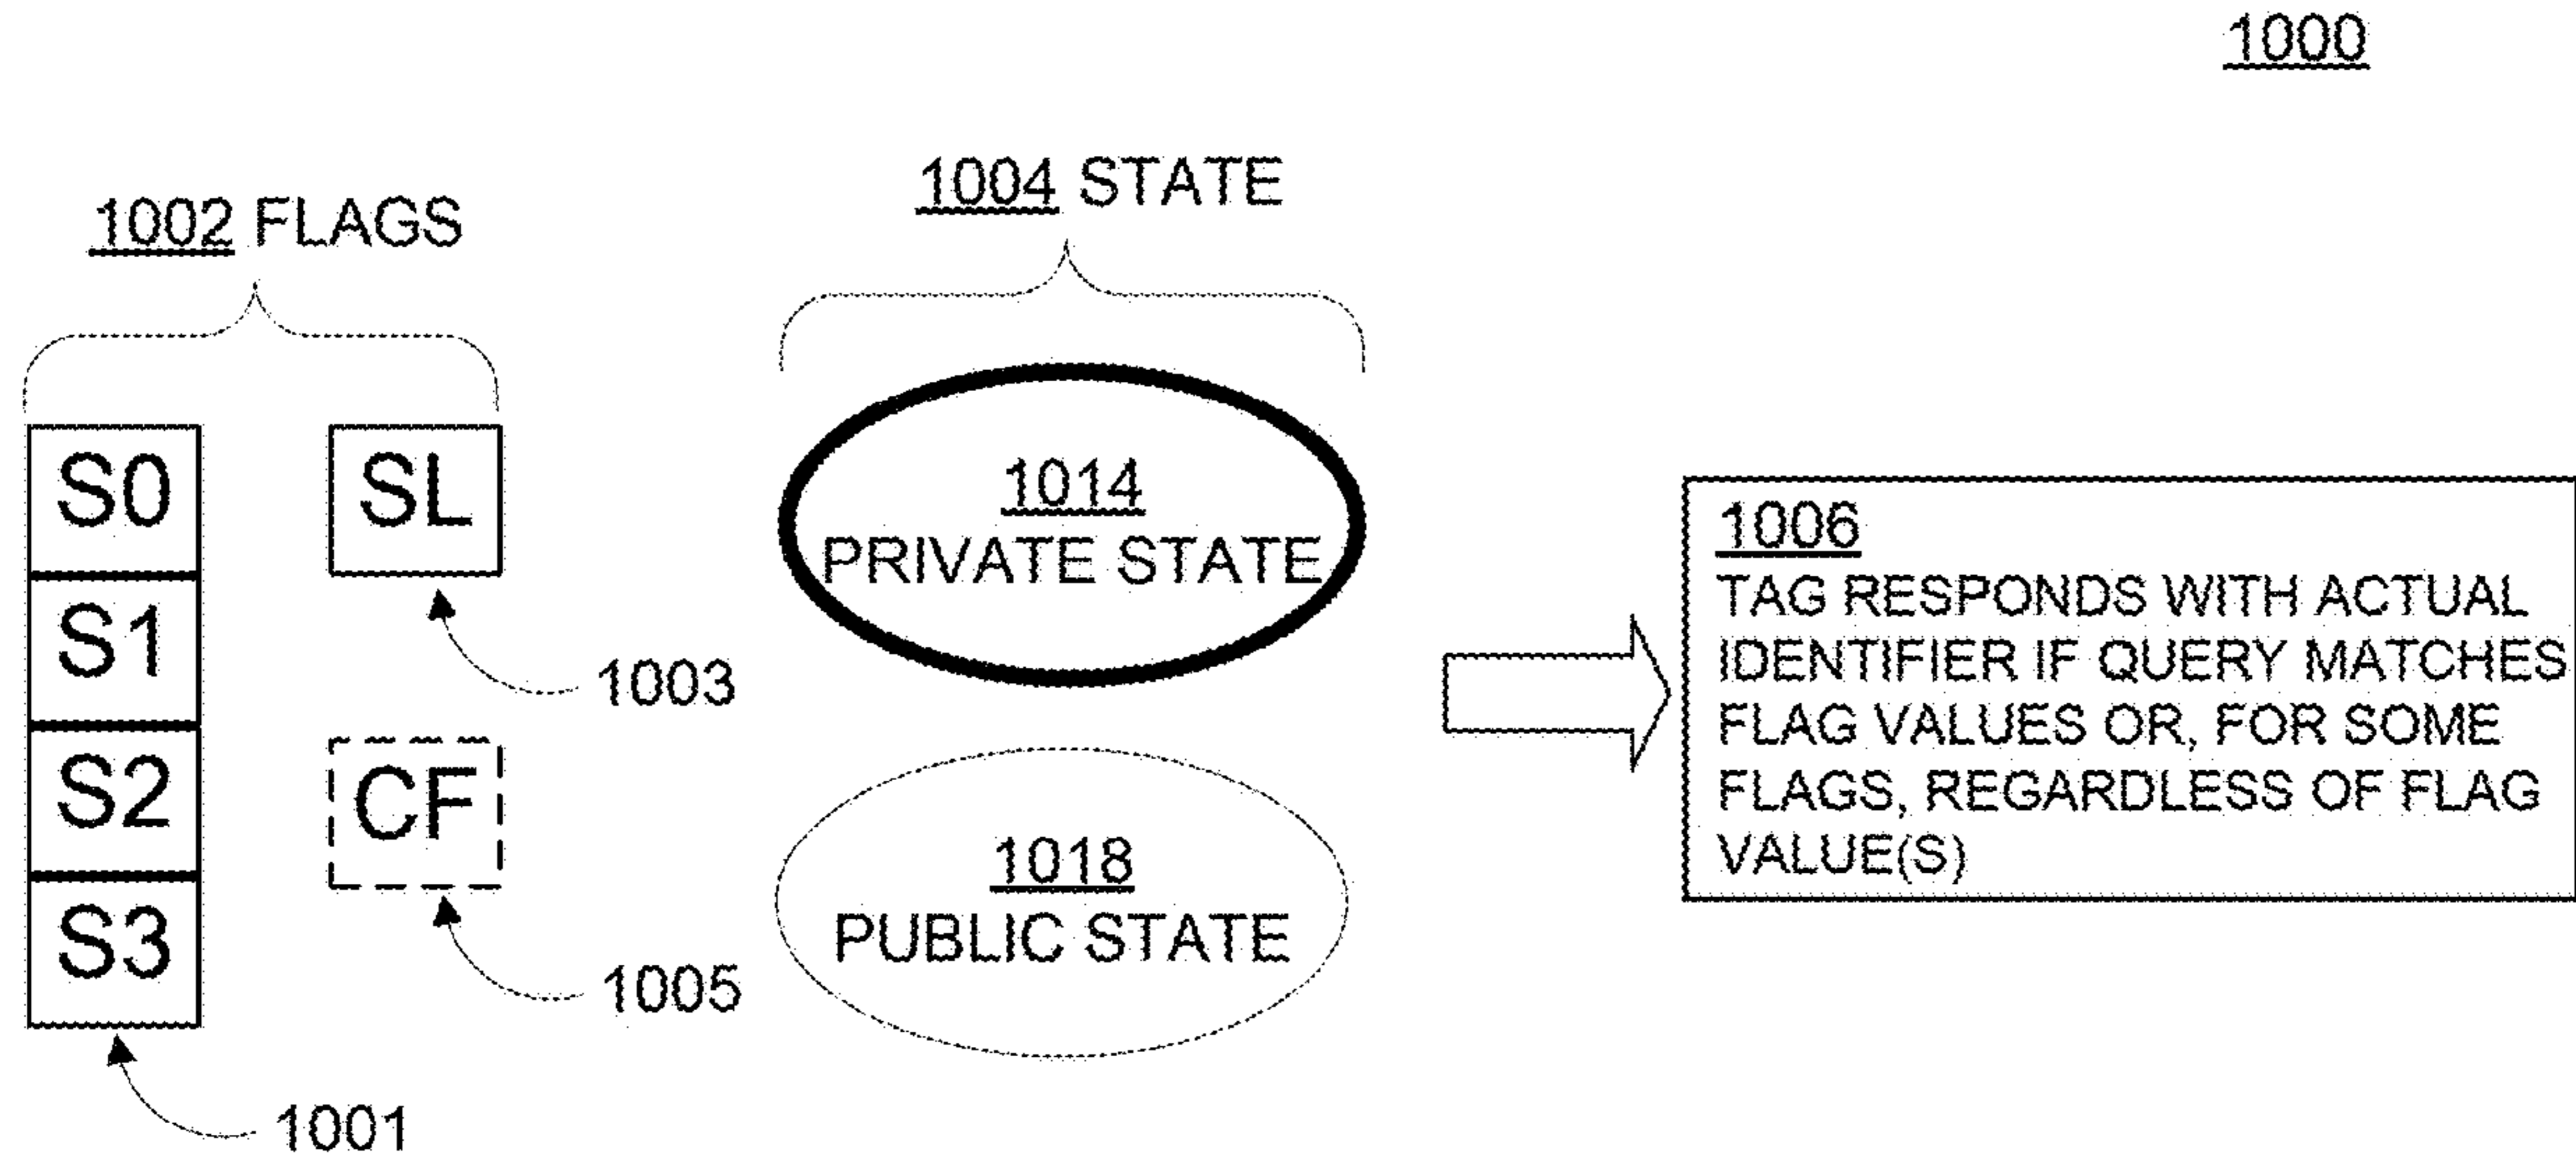 1000
1004 STATE
1002 FLAGS
S0
SL
S1
S2
CF
S3
1003
1005
1001
1014
PRIVATE STATE
1018
PUBLIC STATE
1006
TAG RESPONDS WITH ACTUAL
IDENTIFIER IF QUERY MATCHES
FLAG VALUES OR, FOR SOME
FLAGS, REGARDLESS OF FLAG
VALUE(S)